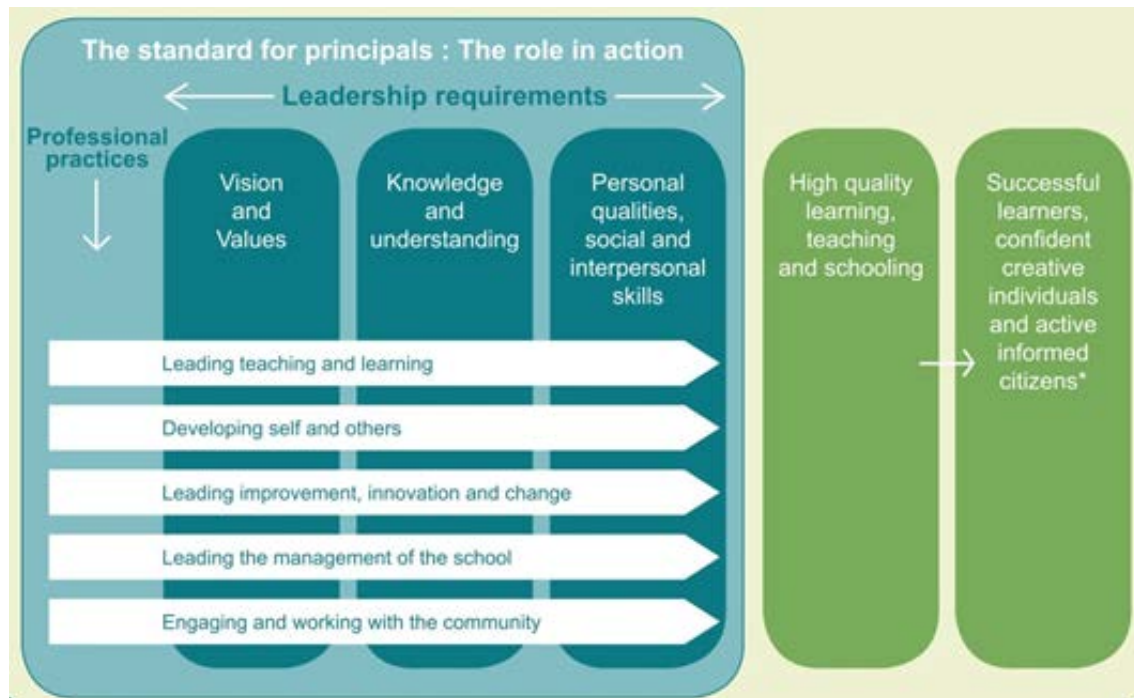 The standard for principals : The role in action
Leadership requirements
Professional
practices
Vision
and
Values
Knowledge
and
understanding
Personal
qualities,
social and
interpersonal
skills
High quality
learning,
teaching
and schooling
Successful
learners,
confident
creative
individuals
and active
informed
citizens*
Leading teaching and learning
Developing self and others
Leading improvement, innovation and change
Leading the management of the school
Engaging and working with the community